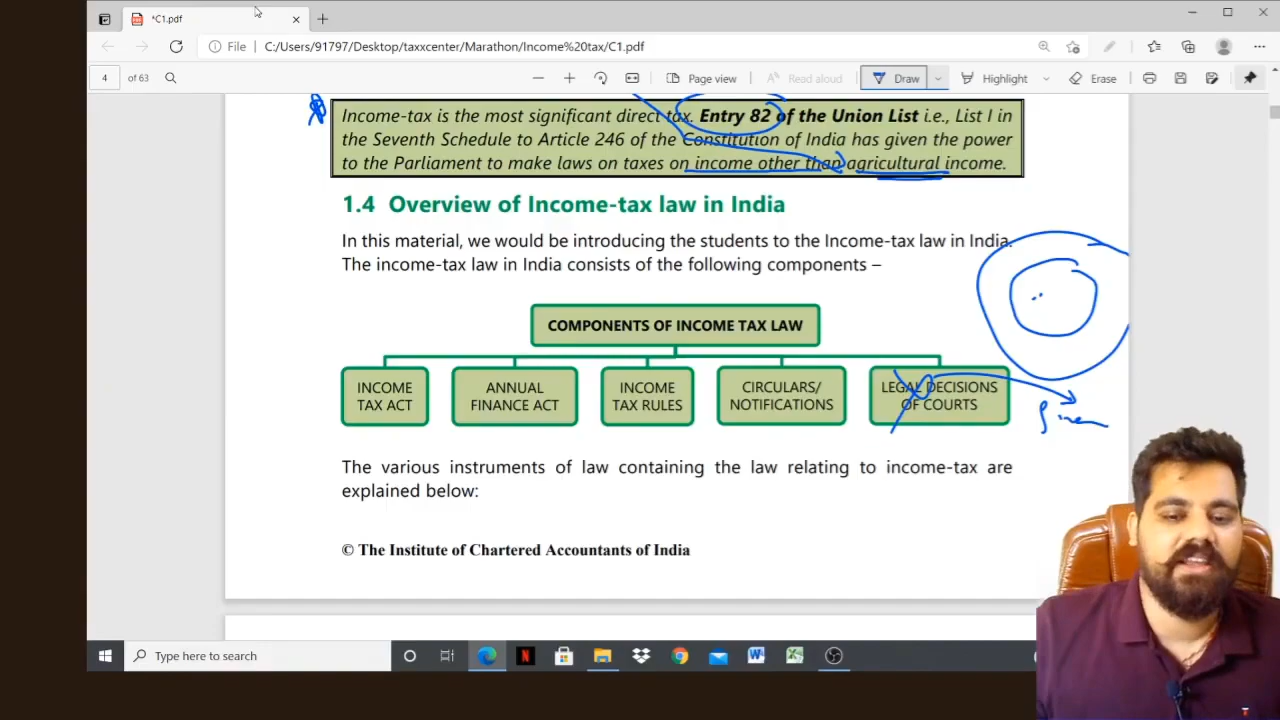 *C1.pdf
File
C:/Users/91797/Desktop/taxxcenter/Marathon/Income%20tax/C1.pdf
4
of 63
Page view
Read aloud
Draw
Highlight
Erase
Income-tax is the most significant direct tax. Entry 82 of the Union List i.e., List I in
the Seventh Schedule to Article 246 of the Constitution of India has given the power
to the Parliament to make laws on taxes on income other than agricultural income.
1.4 Overview of Income-tax law in India
In this material, we would be introducing the students to the Income-tax law in India.
The income-tax law in India consists of the following components –
COMPONENTS OF INCOME TAX LAW
INCOME
TAX ACT
ANNUAL
FINANCE ACT
INCOME
TAX RULES
CIRCULARS/
NOTIFICATIONS
LEGAL DECISIONS
OF COURTS
The various instruments of law containing the law relating to income-tax are
explained below:
© The Institute of Chartered Accountants of India
Type here to search